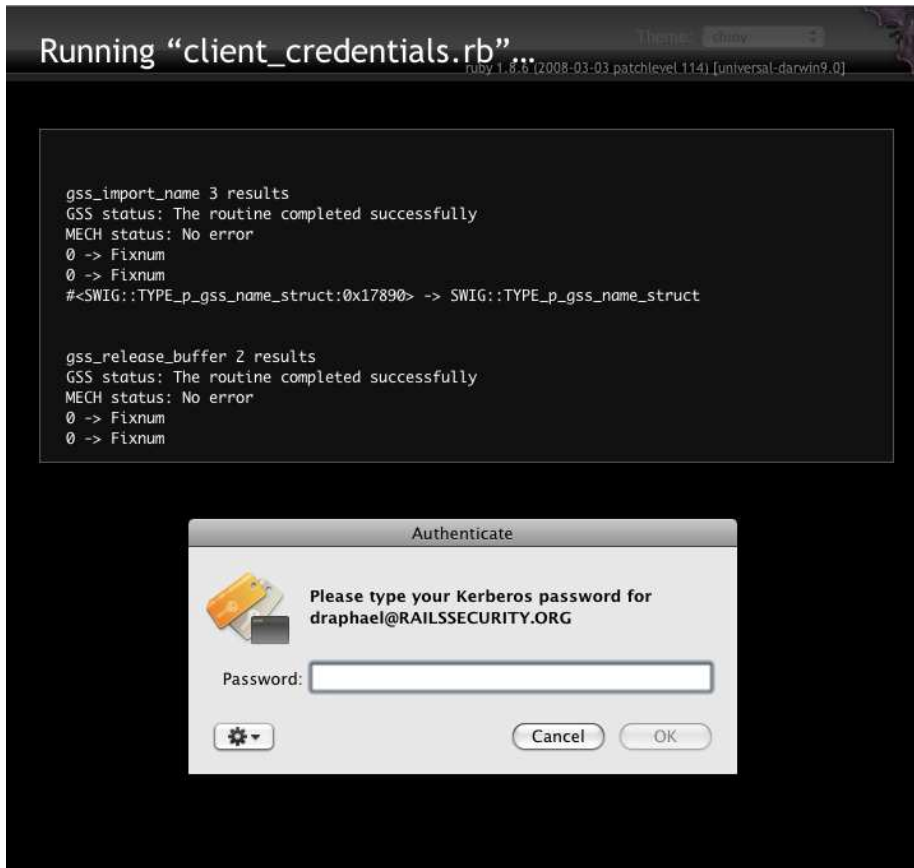 Theme:
Running “client_credentials.rb”...
ruby 1.8.6 (2008-03-03 patchlevel 114) [universal-darwin9.0]
gss_import_name 3 results
GSS status: The routine completed successfully
MECH status: No error
0 -> Fixnum
0 -> Fixnum
#<SWIG::TYPE_p_gss_name_struct:0x17890> -> SWIG::TYPE_p_gss_name_struct
gss_release_buffer 2 results
GSS status: The routine completed successfully
MECH status: No error
0 -> Fixnum
0 -> Fixnum
Authenticate
Please type your Kerberos password for
draphael@RAILSSECURITY.ORG
Password:
Cancel OK